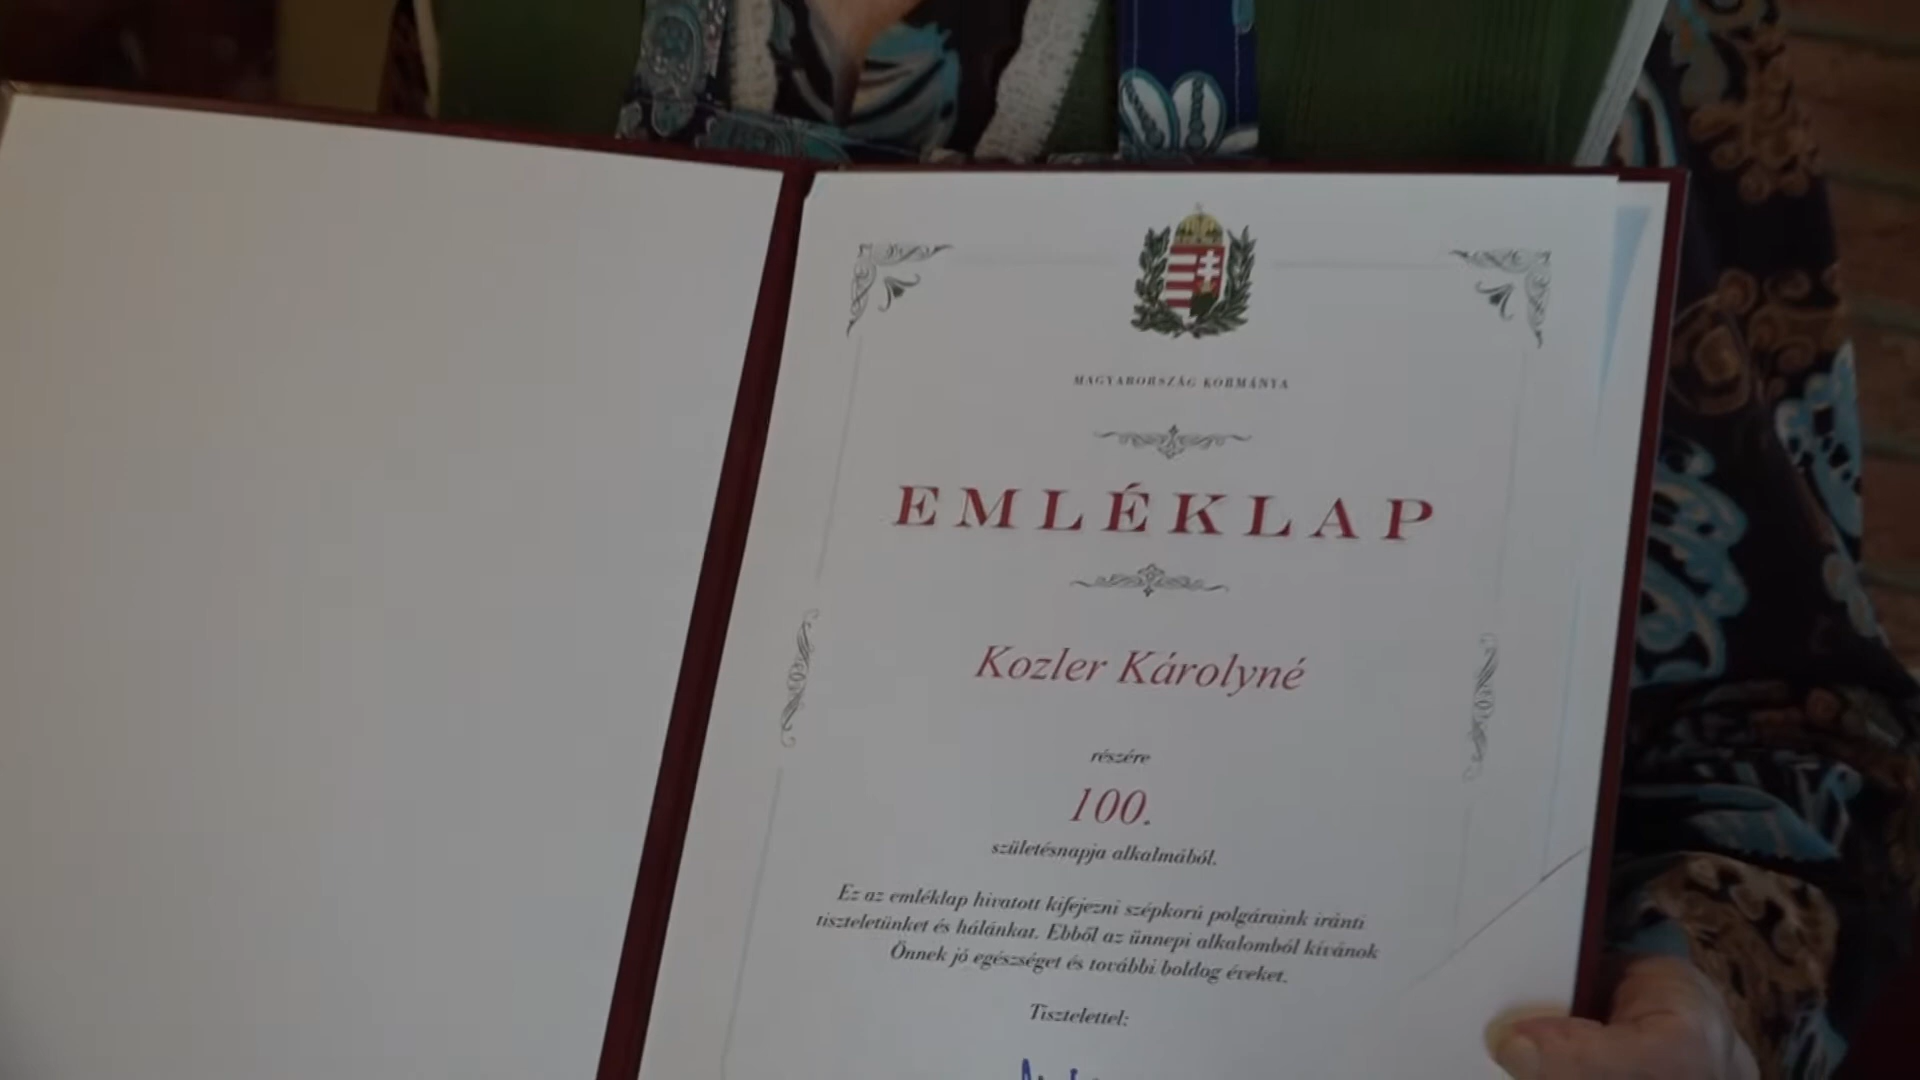 MAGYARORSZÁG KORMÁNYA
EMLÉKLAP
Kozler Károlyné
részére
100.
születésnapja alkalmából.
Ez az emléklap hivatott kifejezni szépkorú polgáraink iránti
tiszteletünket és hálánkat. Ebből az ünnepi alkalomból kívánok
Önnek jó egészséget és további boldog éveket.
Tisztelettel: